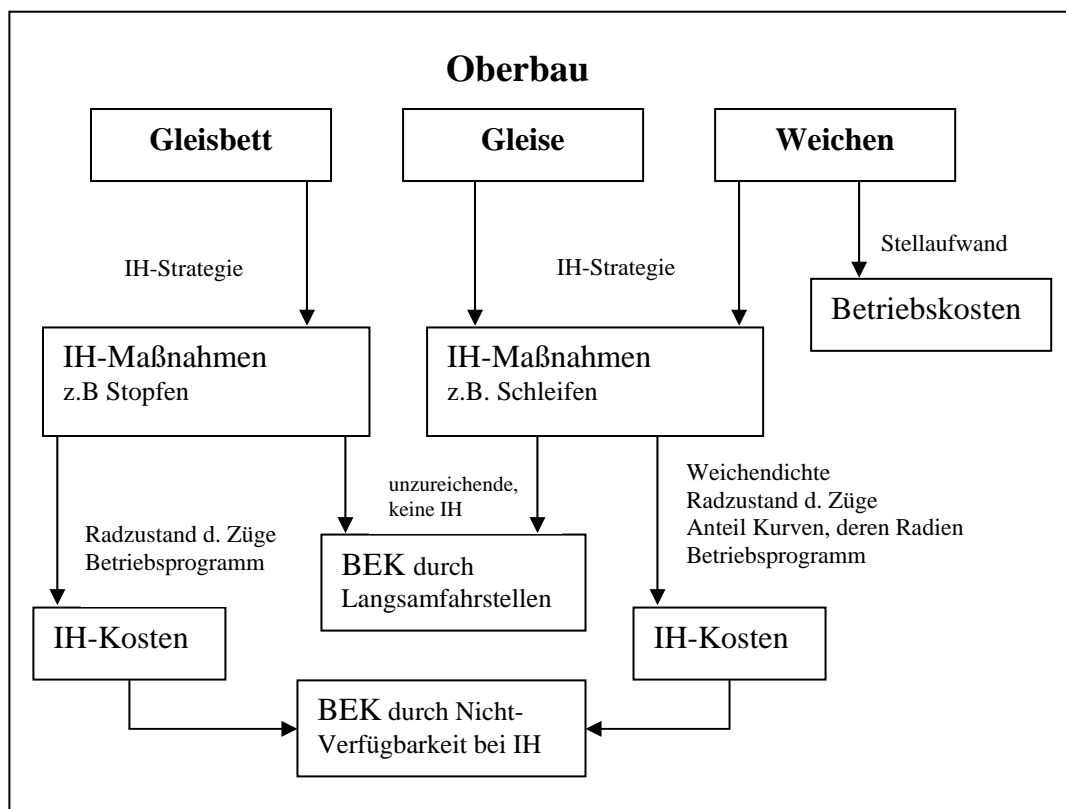 Oberbau
Gleisbett
Gleise
Weichen
IH-Strategie
IH-Strategie
Stellaufwand
Betriebskosten
IH-Maßnahmen
z.B Stopfen
IH-Maßnahmen
z.B. Schleifen
Radzustand d. Züge
Betriebsprogramm
unzureichende,
keine IH
Weichendichte
Radzustand d. Züge
Anteil Kurven, deren Radien
Betriebsprogramm
BEK durch
Langsamfahrstellen
IH-Kosten
IH-Kosten
BEK durch Nicht-
Verfügbarkeit bei IH